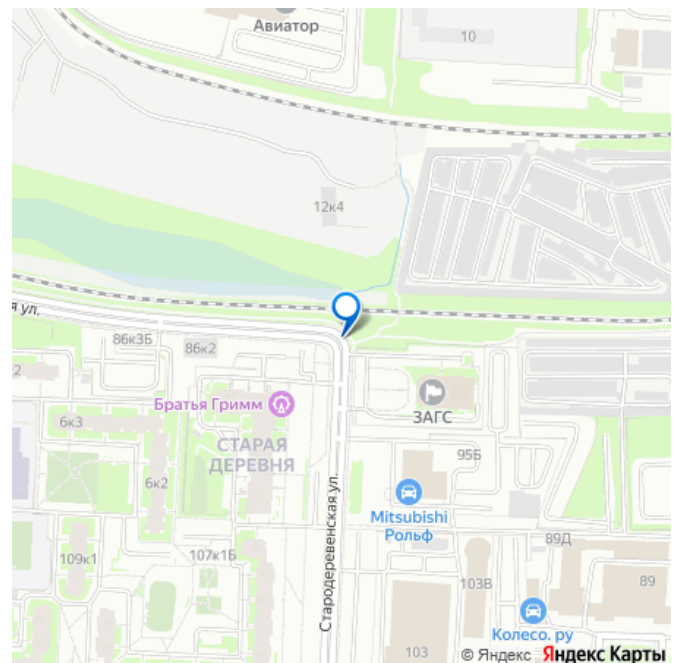 Авиатор
10
12к4
я ул.
86к3Б
86к2
2
Братья Гримм
ЗАГС
6к3
СТАРАЯ
ДЕРЕВНЯ
95Б
6к2
Стародеревенская ул.
Mitsubishi
Рольф
89Д
109к1
107к1Б
103В
89
Колесо. ру
103
© Яндекс Яндекс Карты